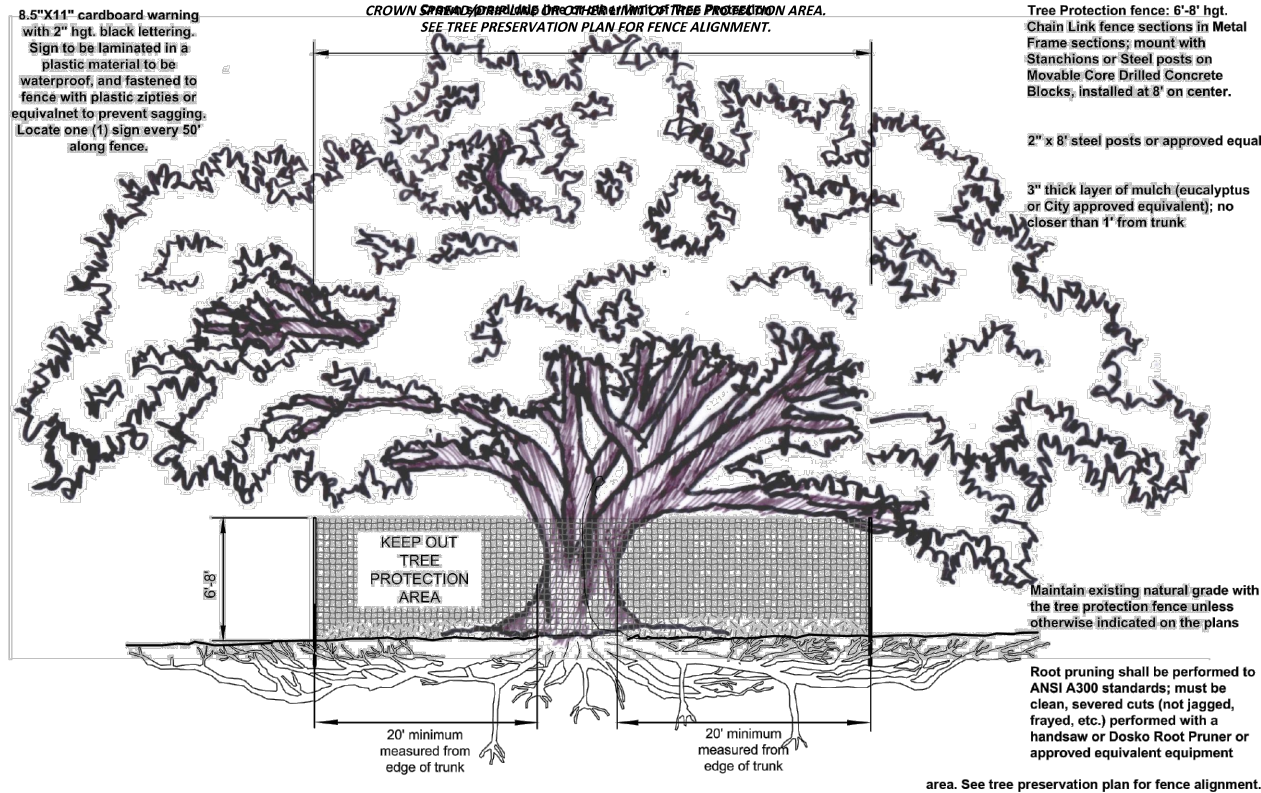 8.5"X11" cardboard warning
with 2" hgt. black lettering.
Sign to be laminated in a
plastic material to be
waterproof, and fastened to
fence with plastic zipties or
equivalnet to prevent sagging.
Locate one (1) sign every 50'
along fence.
CROWN SPREAD/DRIPLINE OR OTHER LIMIT OF TREE PROTECTION AREA.
SEE TREE PRESERVATION PLAN FOR FENCE ALIGNMENT.
Tree Protection fence: 6'-8' hgt.
Chain Link fence sections in Metal
Frame sections; mount with
Stanchions or Steel posts on
Movable Core Drilled Concrete
Blocks, installed at 8' on center.
2" x 8' steel posts or approved equal
3" thick layer of mulch (eucalyptus
or City approved equivalent); no
closer than 1' from trunk
KEEP OUT
TREE
PROTECTION
AREA
6'-8'
Maintain existing natural grade with
the tree protection fence unless
otherwise indicated on the plans
Root pruning shall be performed to
ANSI A300 standards; must be
clean, severed cuts (not jagged,
frayed, etc.) performed with a
handsaw or Dosko Root Pruner or
approved equivalent equipment
20' minimum
measured from
edge of trunk
20' minimum
measured from
edge of trunk
area. See tree preservation plan for fence alignment.